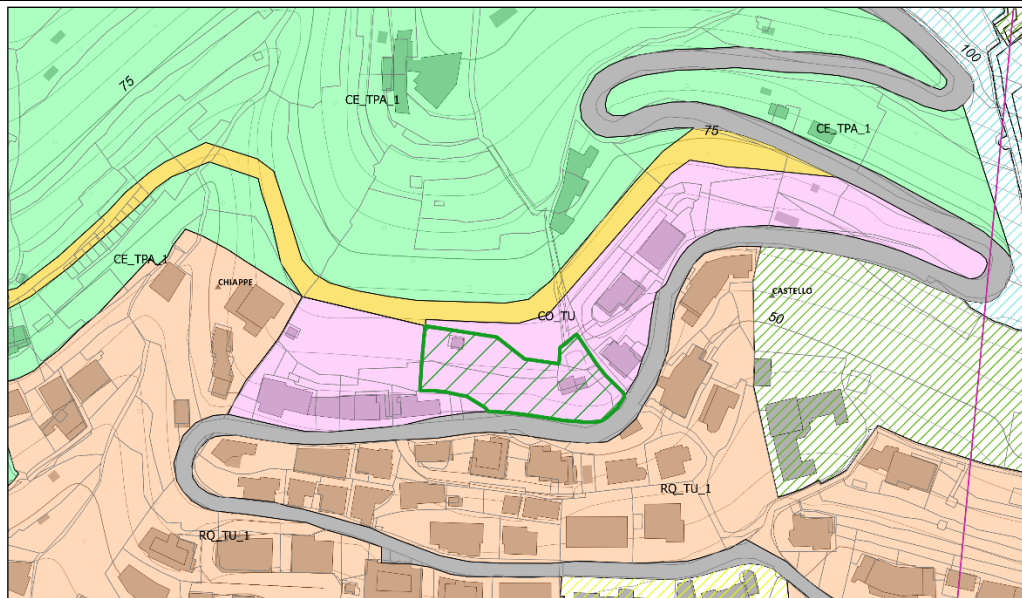 100
75
CE_TPA_1
75
CE_TPA_1
CE_TPA_1
CHIAPPE
CASTELLO
CO_TU
50
RQ_TU_1
RQ_TU_1